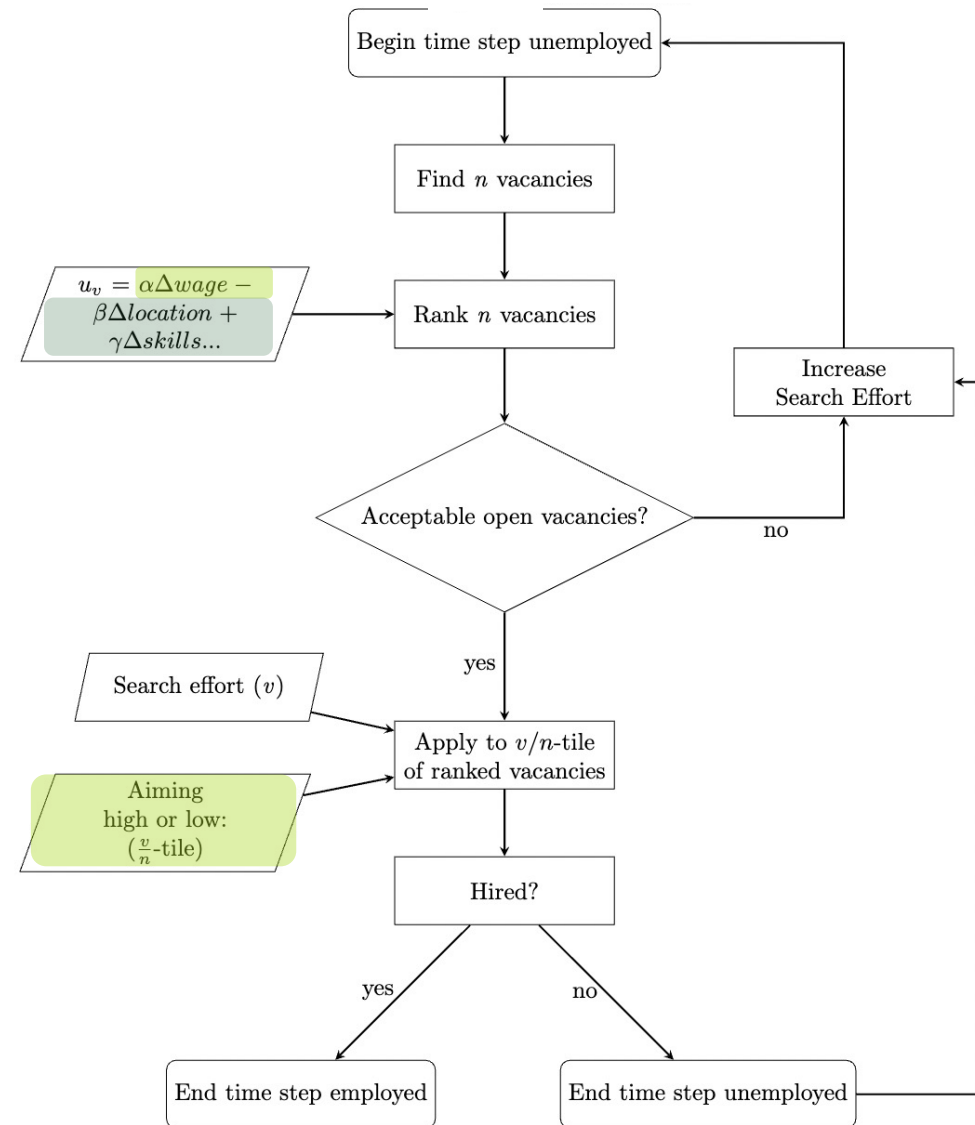 Begin time step unemployed
Find n vacancies
u_v = αΔwage −
βΔlocation +
γΔskills...
Rank n vacancies
Increase
Search Effort
Acceptable open vacancies?
no
yes
Search effort (v)
Apply to v/n-tile
of ranked vacancies
Aiming
high or low:
(v/n-tile)
Hired?
yes
no
End time step employed
End time step unemployed